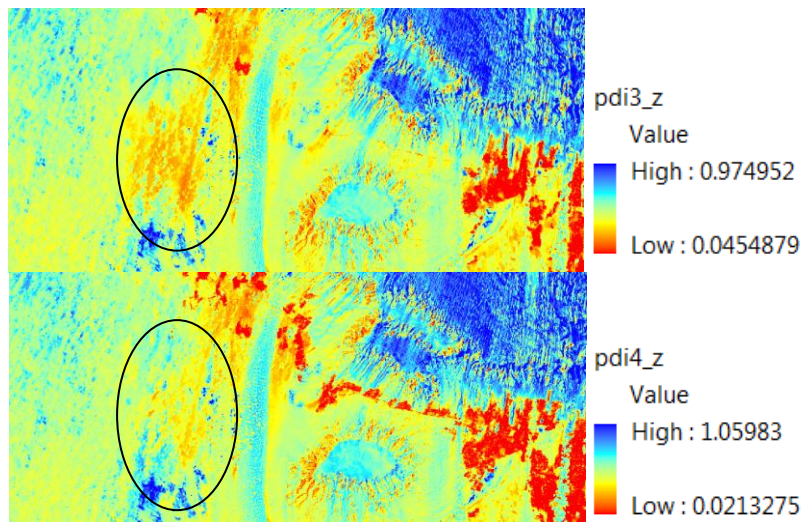 pdi3_z
Value
High : 0.974952
Low : 0.0454879
pdi4_z
Value
High : 1.05983
Low : 0.0213275